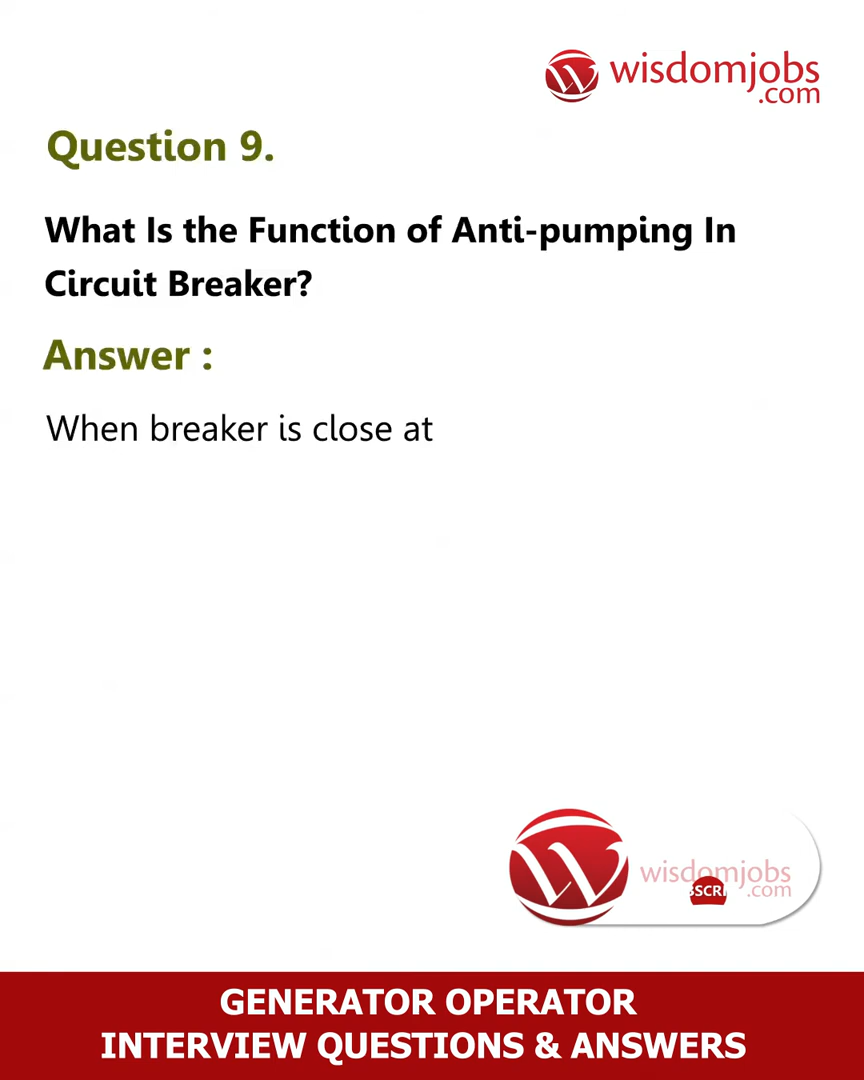 wisdomjobs
.com
Question 9.
What Is the Function of Anti-pumping In
Circuit Breaker?
Answer :
When breaker is close at
wisdomjobs
.com
GENERATOR OPERATOR
INTERVIEW QUESTIONS & ANSWERS